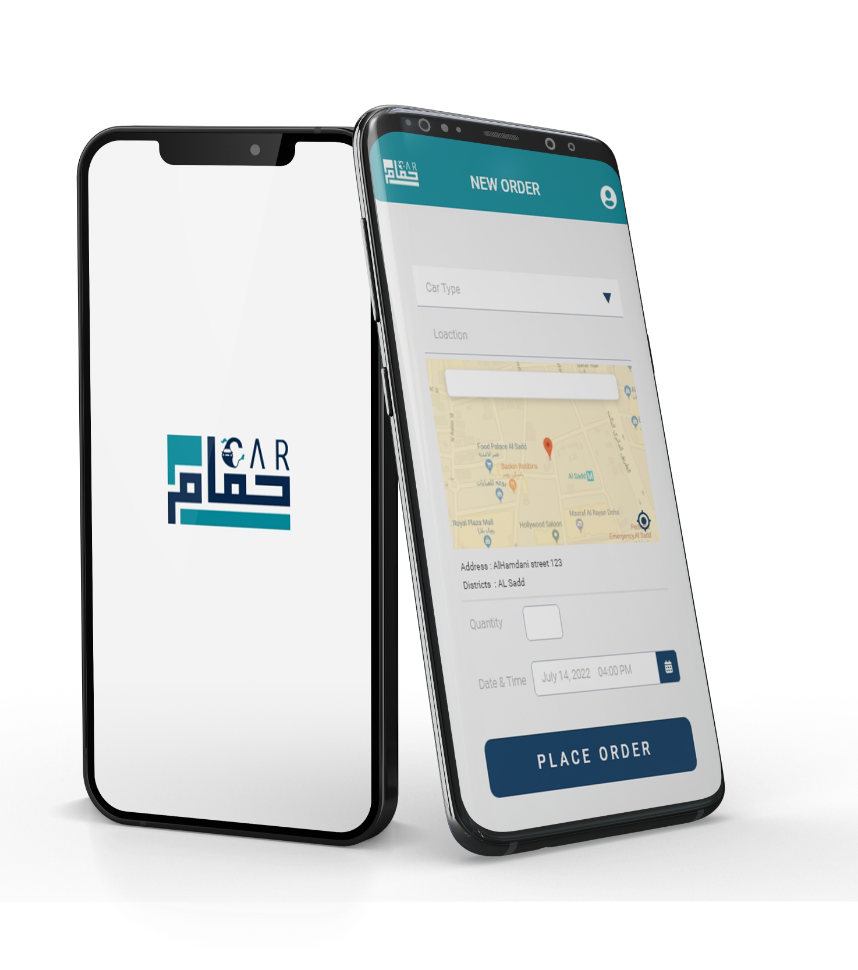 CAR
حمام
CAR
حمام
NEW ORDER
Car Type
Loaction
Food Palace Al Sadd
Baskin Robbins
Al Sadd M
Royal Plaza Mall
Hollywood Saloon
Masraf Al Rayan Doha
Emergency Al Sadd
Address : AlHamdani street 123
Districts : AL Sadd
Quantity
Date & Time
July 14, 2022 04:00 PM
PLACE ORDER